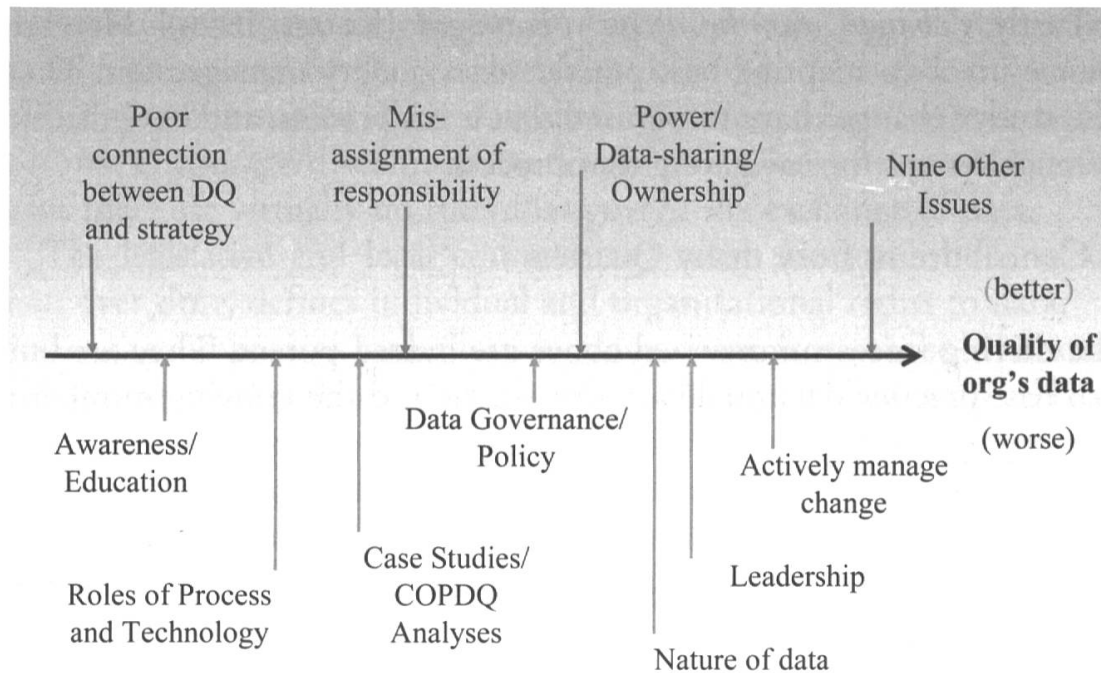 Poor
connection
between DQ
and strategy
Mis-
assignment of
responsibility
Power/
Data-sharing/
Ownership
Nine Other
Issues
(better)
Quality of
org's data
(worse)
Awareness/
Education
Roles of Process
and Technology
Case Studies/
COPDQ
Analyses
Data Governance/
Policy
Actively manage
change
Leadership
Nature of data